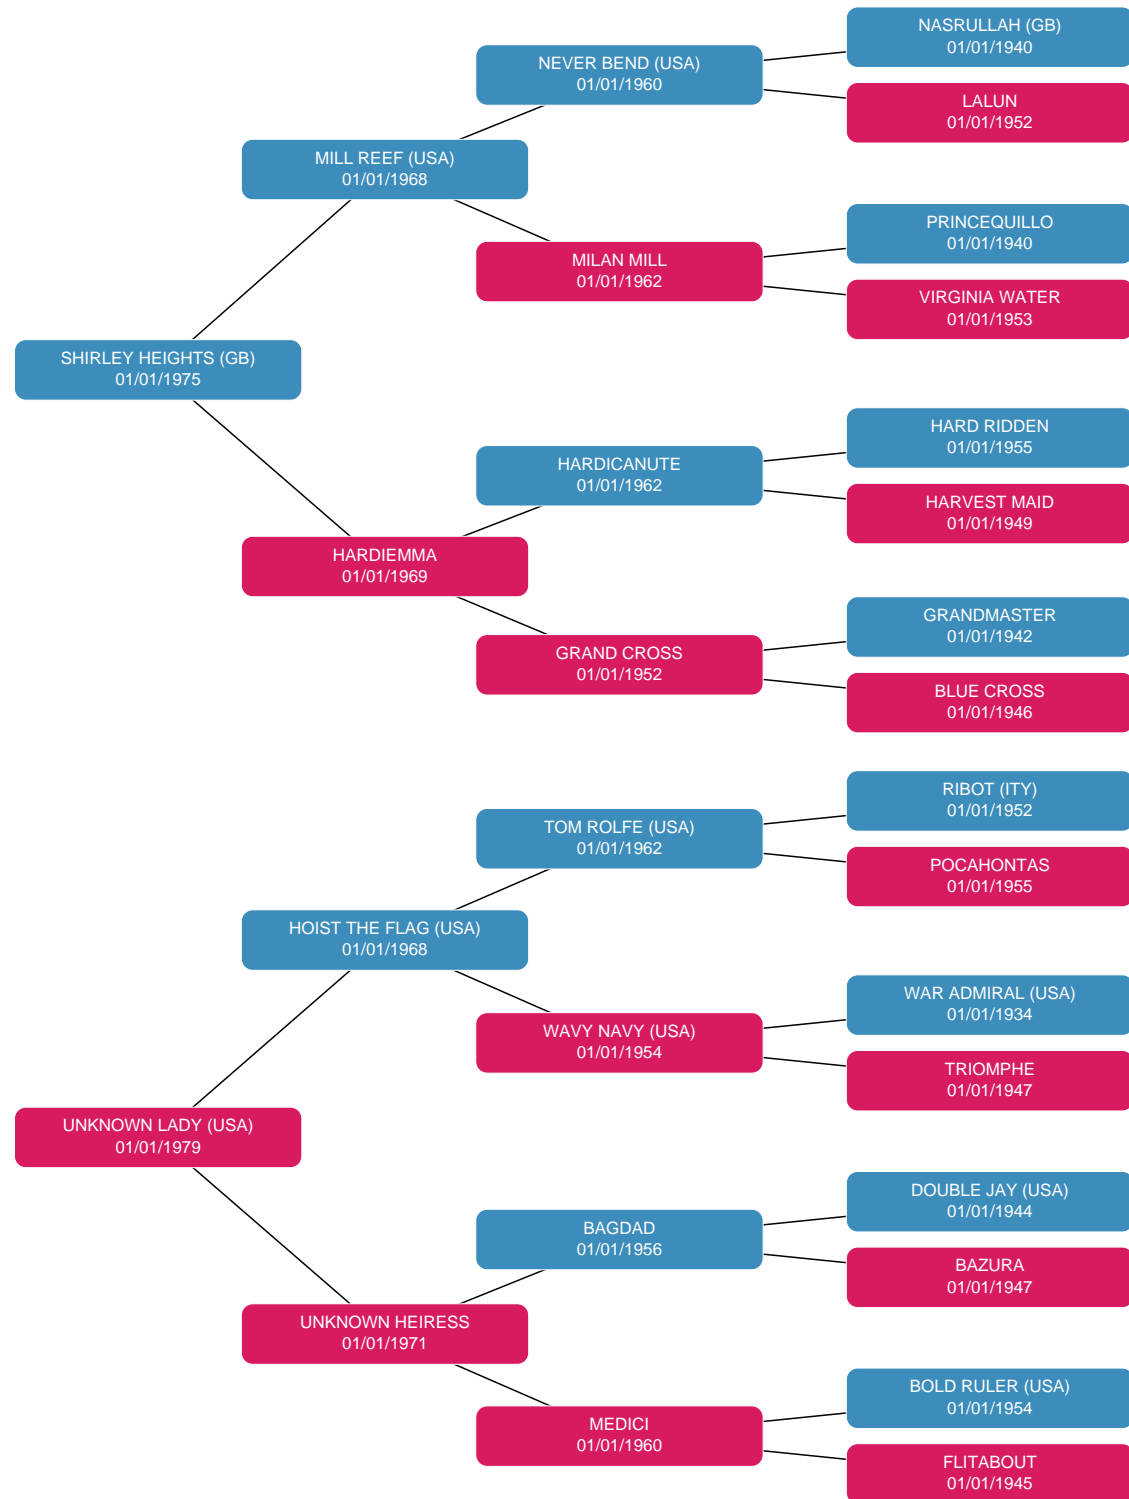 NASRULLAH (GB)
01/01/1940
NEVER BEND (USA)
01/01/1960
LALUN
01/01/1952
MILL REEF (USA)
01/01/1968
PRINCEQUILLO
01/01/1940
MILAN MILL
01/01/1962
VIRGINIA WATER
01/01/1953
SHIRLEY HEIGHTS (GB)
01/01/1975
HARD RIDDEN
01/01/1955
HARDICANUTE
01/01/1962
HARVEST MAID
01/01/1949
HARDIEMMA
01/01/1969
GRANDMASTER
01/01/1942
GRAND CROSS
01/01/1952
BLUE CROSS
01/01/1946
RIBOT (ITY)
01/01/1952
TOM ROLFE (USA)
01/01/1962
POCAHONTAS
01/01/1955
HOIST THE FLAG (USA)
01/01/1968
WAR ADMIRAL (USA)
01/01/1934
WAVY NAVY (USA)
01/01/1954
TRIOMPHE
01/01/1947
UNKNOWN LADY (USA)
01/01/1979
DOUBLE JAY (USA)
01/01/1944
BAGDAD
01/01/1956
BAZURA
01/01/1947
UNKNOWN HEIRESS
01/01/1971
BOLD RULER (USA)
01/01/1954
MEDICI
01/01/1960
FLITABOUT
01/01/1945